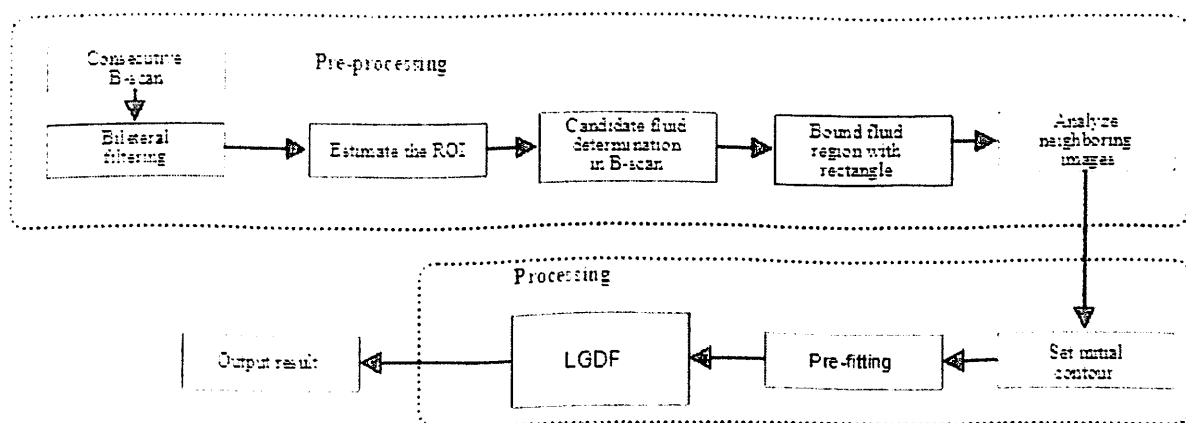 Consecutive
B-scan
Pre-processing
Bilateral
filtering
Estimate the ROI
Candidate fluid
determination
in B-scan
Bound fluid
region with
rectangle
Analyze
neighboring
images
Processing
Output result
LGDF
Pre-fitting
Set initial
contour